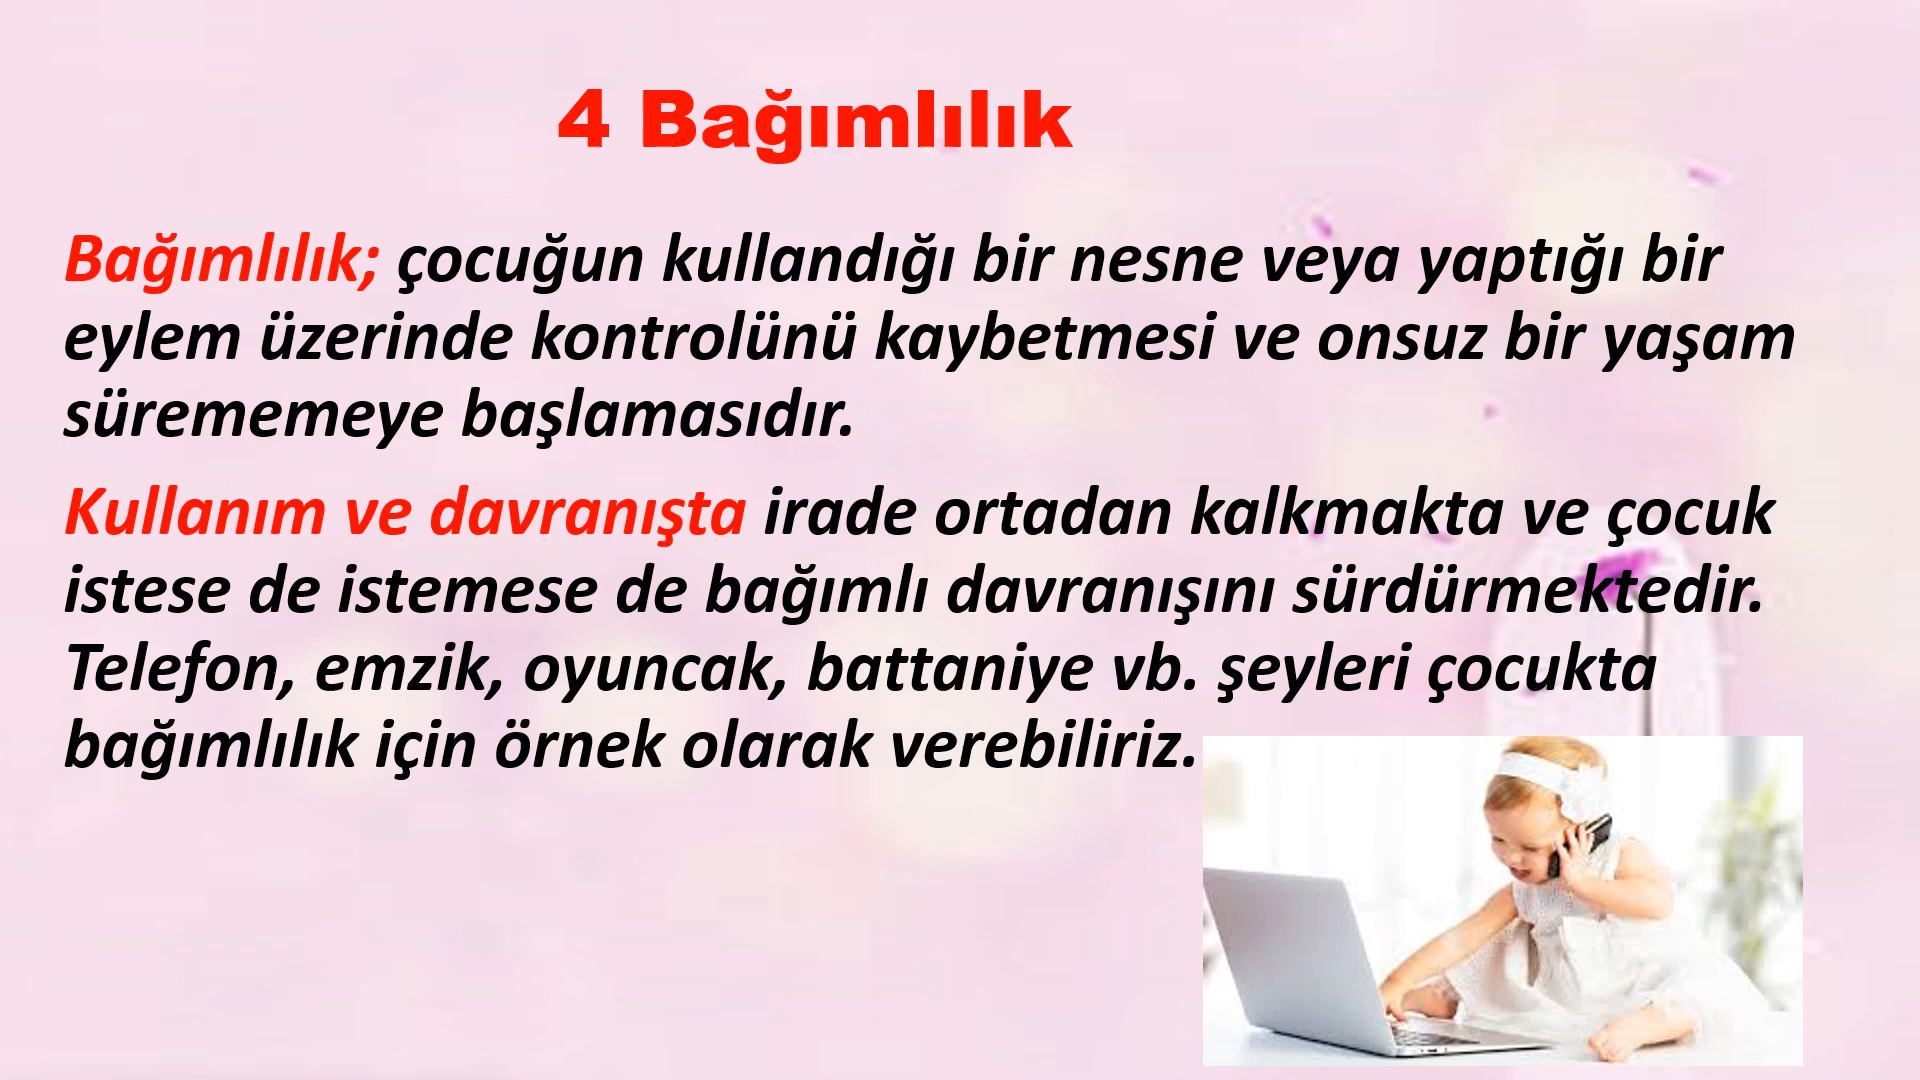 4 Bağımlılık
Bağımlılık; çocuğun kullandığı bir nesne veya yaptığı bir
eylem üzerinde kontrolünü kaybetmesi ve onsuz bir yaşam
sürememeye başlamasıdır.
Kullanım ve davranışta irade ortadan kalkmakta ve çocuk
istese de istemese de bağımlı davranışını sürdürmektedir.
Telefon, emzik, oyuncak, battaniye vb. şeyleri çocukta
bağımlılık için örnek olarak verebiliriz.